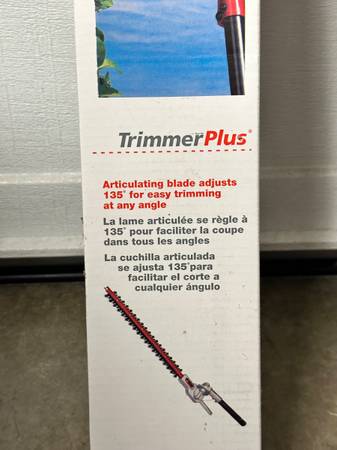 TrimmerPlus®
Articulating blade adjusts
135° for easy trimming
at any angle
La lame articulée se règle à
135° pour faciliter la coupe
dans tous les angles
La cuchilla articulada
se ajusta 135°para
facilitar el corte a
cualquier ángulo